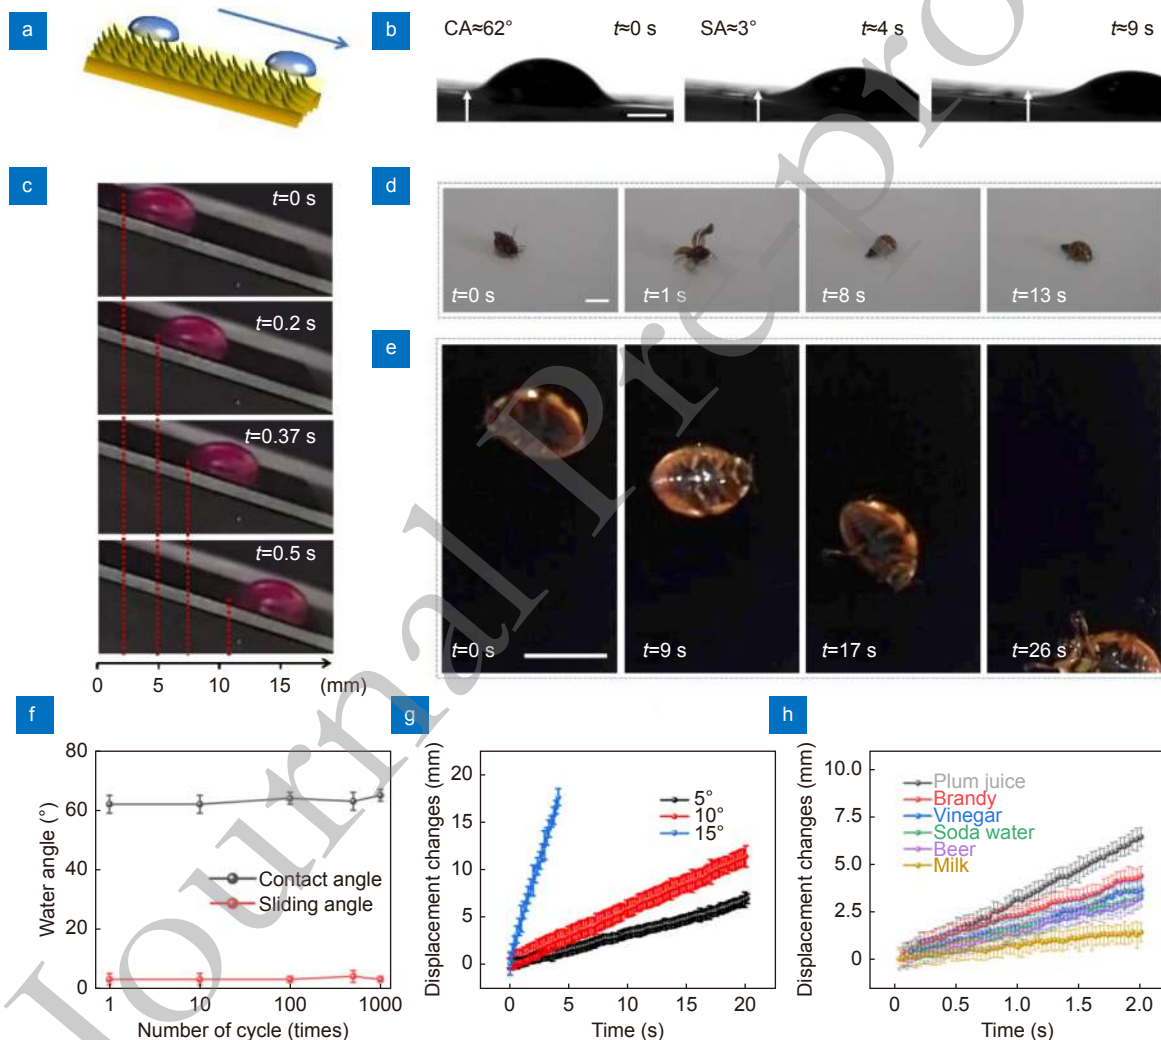 a
b
CA≈62°
t≈0 s
SA≈3°
t≈4 s
t≈9 s
c
t=0 s
t=0.2 s
t=0.37 s
t=0.5 s
0 5 10 15 (mm)
d
t=0 s
t=1 s
t=8 s
t=13 s
e
t=0 s
t=9 s
t=17 s
t=26 s
f
80
60
40
20
0
Water angle (°)
Contact angle
Sliding angle
1 10 100 1000
Number of cycle (times)
g
20
15
10
5
0
Displacement changes (mm)
5°
10°
15°
0 5 10 15 20
Time (s)
h
10.0
7.5
5.0
2.5
0
Displacement changes (mm)
Plum juice
Brandy
Vinegar
Soda water
Beer
Milk
0 0.5 1.0 1.5 2.0
Time (s)
Journal Pre-pro